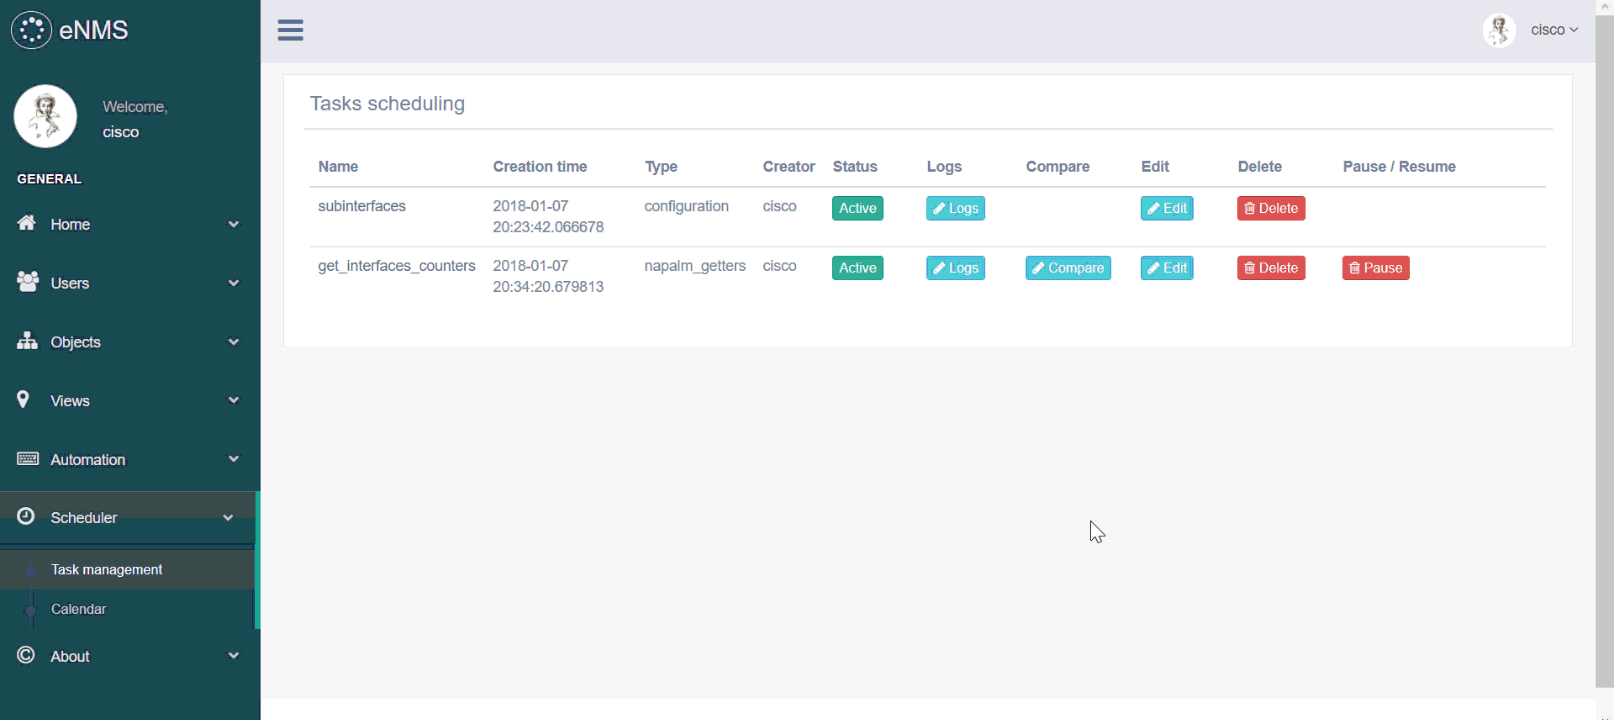 eNMS
cisco
Welcome,
cisco
GENERAL
Home
Users
Objects
Views
Automation
Scheduler
Task management
Calendar
About
Tasks scheduling
Name Creation time Type Creator Status Logs Compare Edit Delete Pause / Resume
subinterfaces 2018-01-07 configuration cisco Active Logs Edit Delete
20:23:42.066678
get_interfaces_counters 2018-01-07 napalm_getters cisco Active Logs Compare Edit Delete Pause
20:34:20.679813